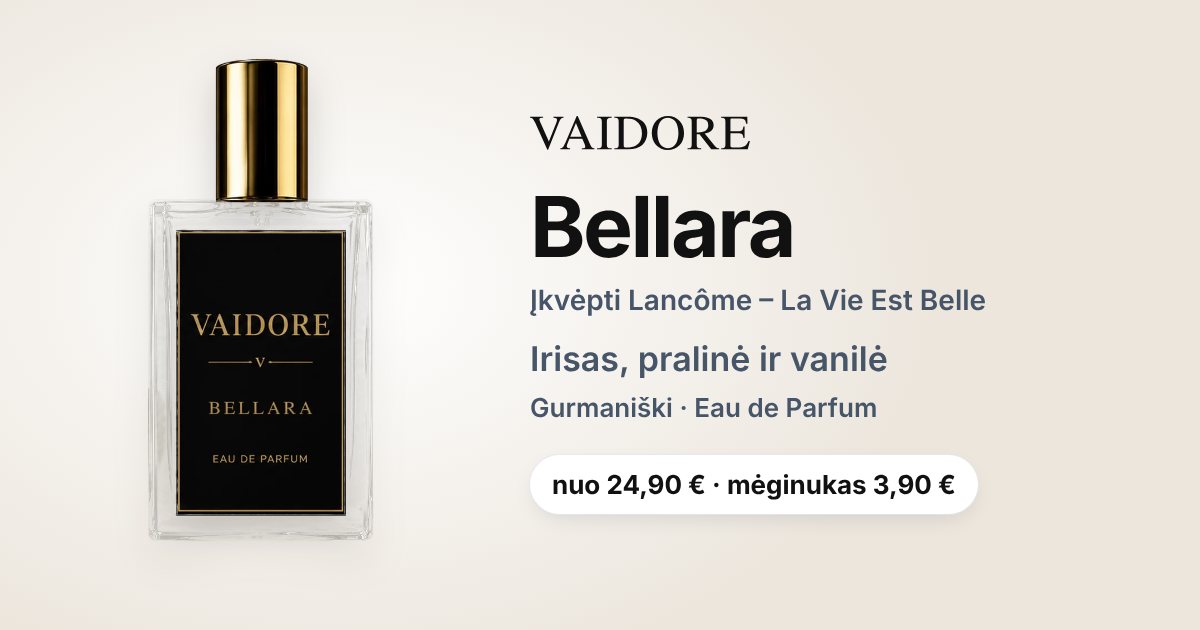 VAIDORE
V
BELLARA
EAU DE PARFUM
VAIDORE
Bellara
Įkvėpti Lancôme – La Vie Est Belle
Irisas, pralinė ir vanilė
Gurmaniški · Eau de Parfum
nuo 24,90 € · mėginukas 3,90 €